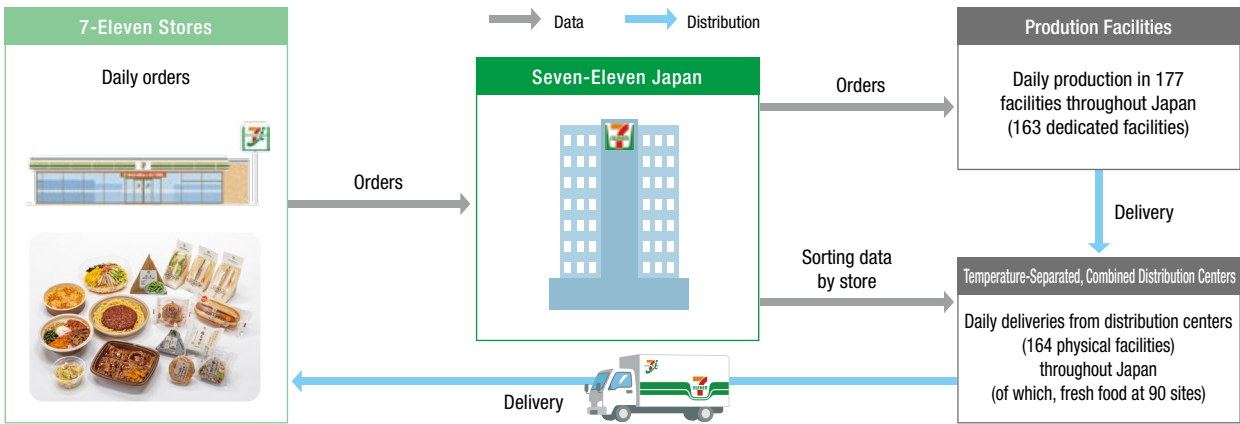 7-Eleven Stores
Daily orders
Data
Distribution
Orders
Seven-Eleven Japan
Orders
Sorting data
by store
Prodution Facilities
Daily production in 177
facilities throughout Japan
(163 dedicated facilities)
Delivery
Temperature-Separated, Combined Distribution Centers
Daily deliveries from distribution centers
(164 physical facilities)
throughout Japan
(of which, fresh food at 90 sites)
Delivery